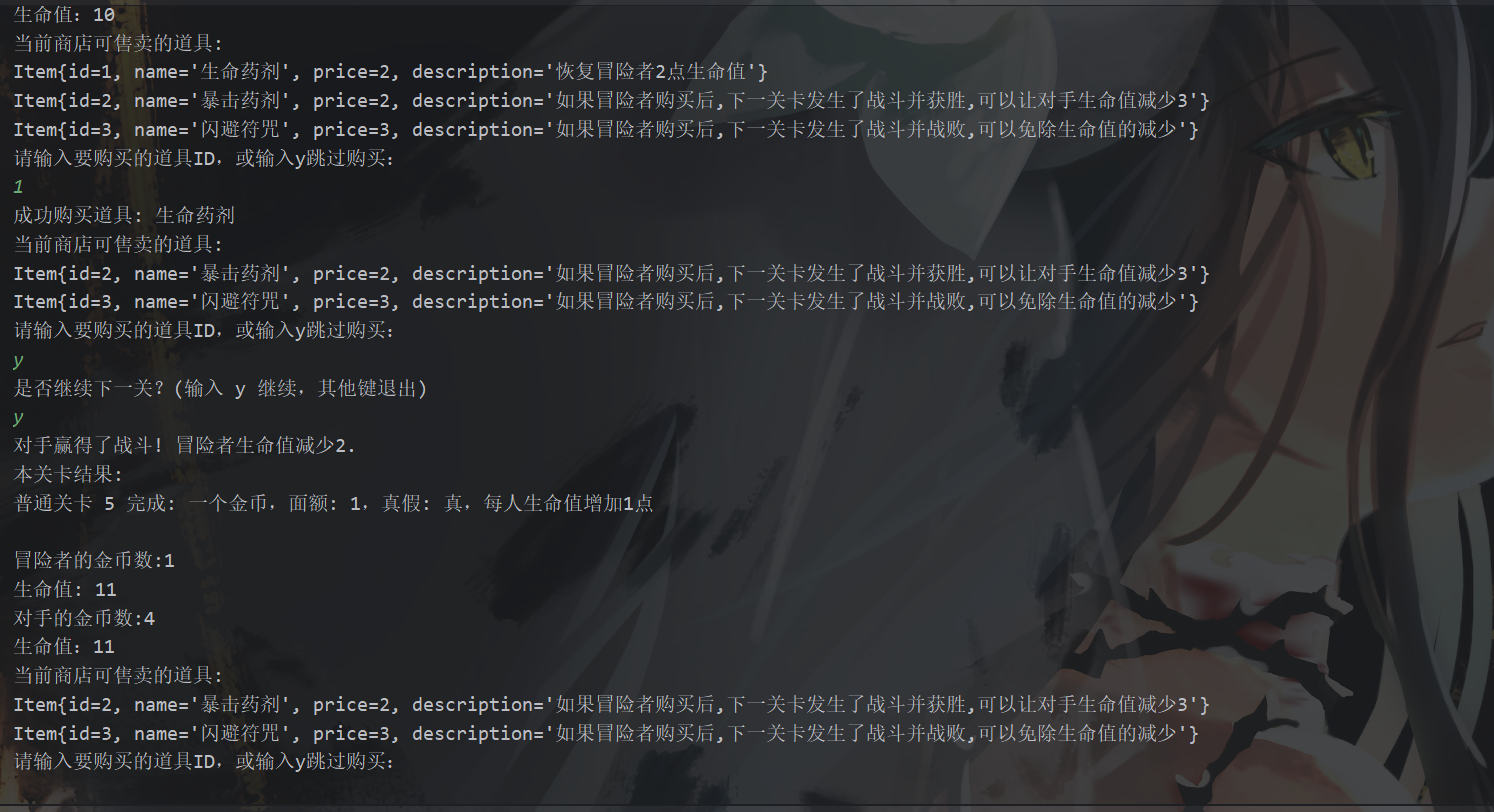 生命值: 10
当前商店可售卖的道具:
Item{id=1, name='生命药剂', price=2, description='恢复冒险者2点生命值'}
Item{id=2, name='暴击药剂', price=2, description='如果冒险者购买后,下一关卡发生了战斗并获胜,可以让对手生命值减少3'}
Item{id=3, name='闪避符咒', price=3, description='如果冒险者购买后,下一关卡发生了战斗并战败,可以免除生命值的减少'}
请输入要购买的道具ID，或输入y跳过购买:
1
成功购买道具: 生命药剂
当前商店可售卖的道具:
Item{id=2, name='暴击药剂', price=2, description='如果冒险者购买后,下一关卡发生了战斗并获胜,可以让对手生命值减少3'}
Item{id=3, name='闪避符咒', price=3, description='如果冒险者购买后,下一关卡发生了战斗并战败,可以免除生命值的减少'}
请输入要购买的道具ID，或输入y跳过购买:
y
是否继续下一关? (输入 y 继续，其他键退出)
y
对手赢得了战斗! 冒险者生命值减少2.
本关卡结果:
普通关卡 5 完成: 一个金币，面额: 1，真假: 真，每人生命值增加1点
冒险者的金币数:1
生命值: 11
对手的金币数:4
生命值: 11
当前商店可售卖的道具:
Item{id=2, name='暴击药剂', price=2, description='如果冒险者购买后,下一关卡发生了战斗并获胜,可以让对手生命值减少3'}
Item{id=3, name='闪避符咒', price=3, description='如果冒险者购买后,下一关卡发生了战斗并战败,可以免除生命值的减少'}
请输入要购买的道具ID，或输入y跳过购买: